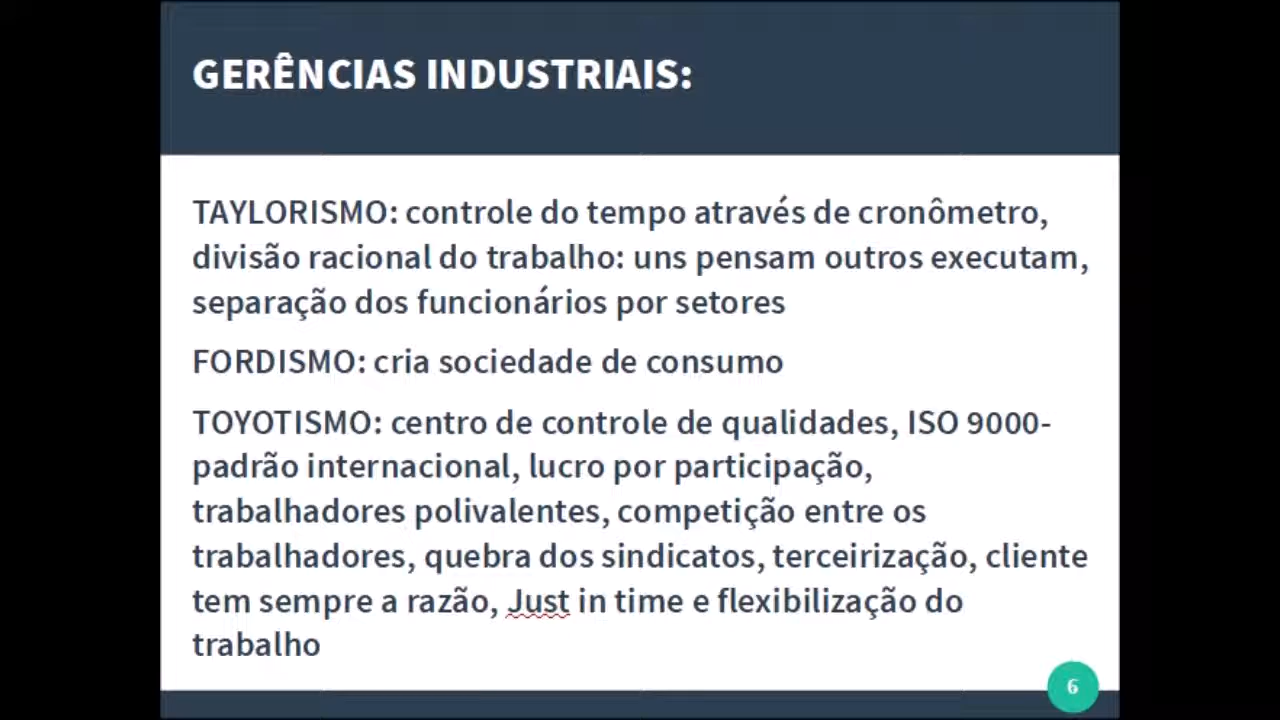 GERÊNCIAS INDUSTRIAIS:
TAYLORISMO: controle do tempo através de cronômetro,
divisão racional do trabalho: uns pensam outros executam,
separação dos funcionários por setores
FORDISMO: cria sociedade de consumo
TOYOTISMO: centro de controle de qualidades, ISO 9000-
padrão internacional, lucro por participação,
trabalhadores polivalentes, competição entre os
trabalhadores, quebra dos sindicatos, terceirização, cliente
tem sempre a razão, Just in time e flexibilização do
trabalho
6